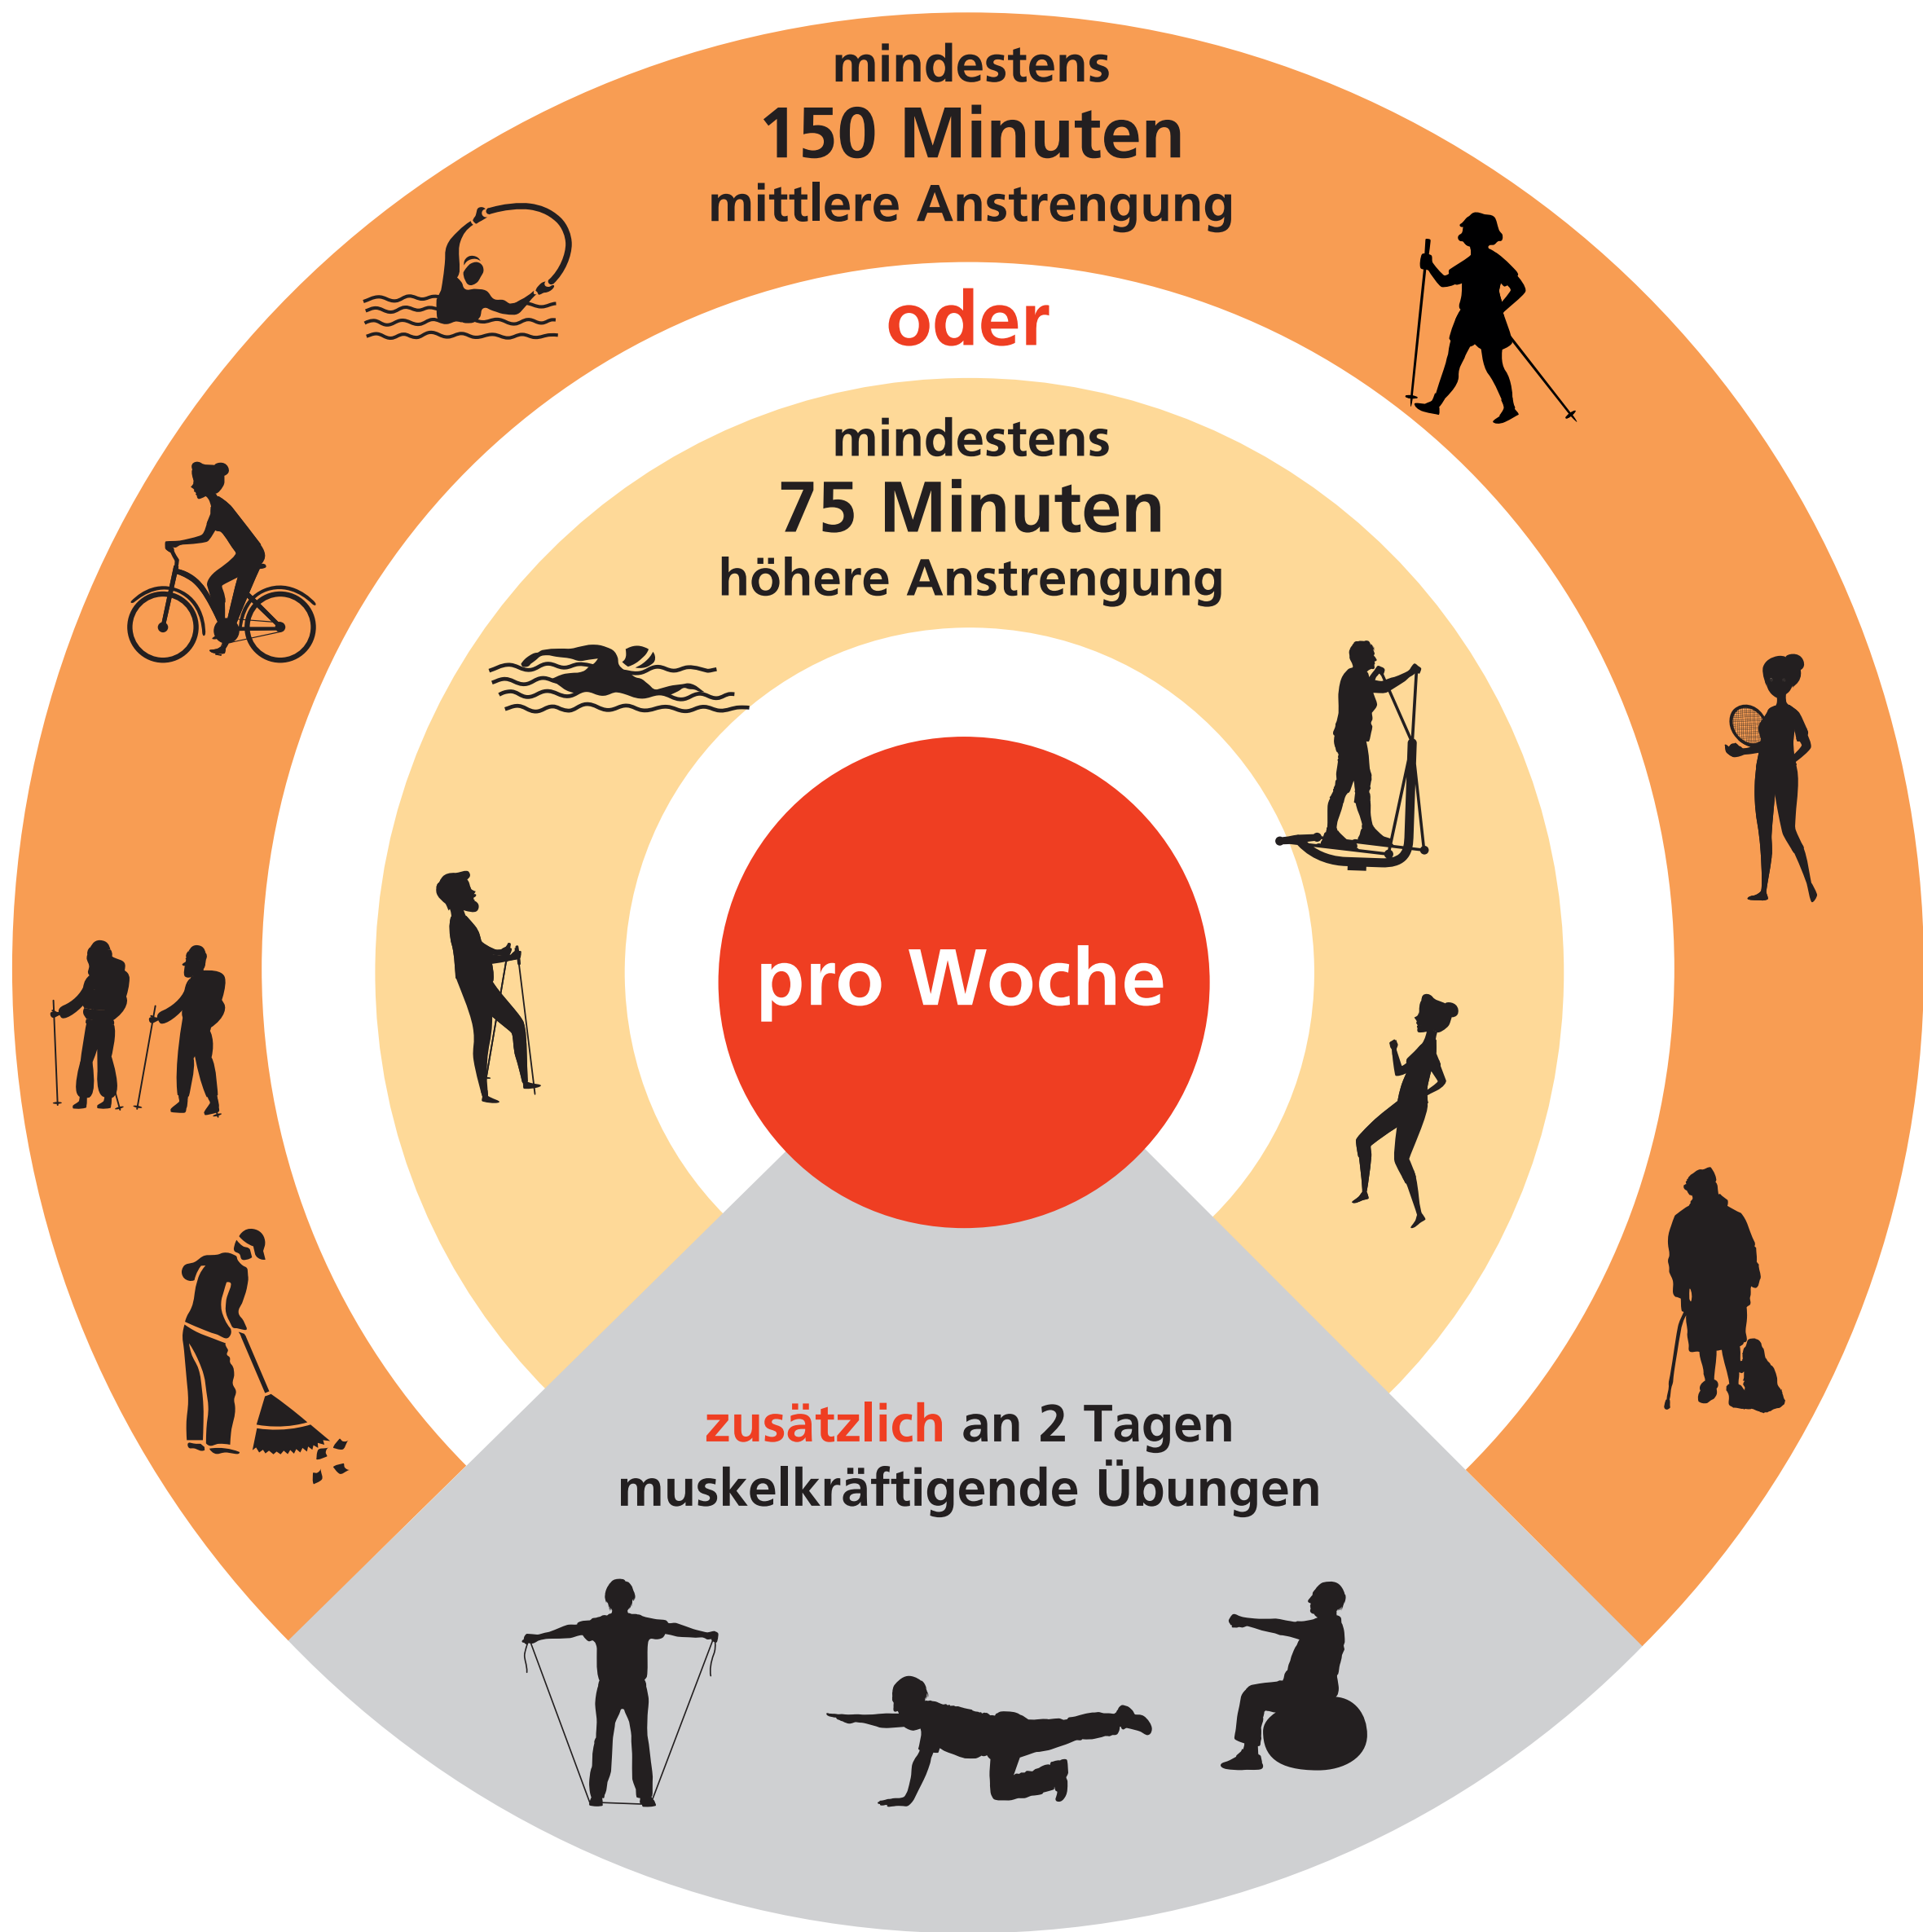 mindestens
150 Minuten
mittlere Anstrengung
oder
mindestens
75 Minuten
höhere Anstrengung
pro Woche
zusätzlich an 2 Tagen
muskelkräftigende Übungen